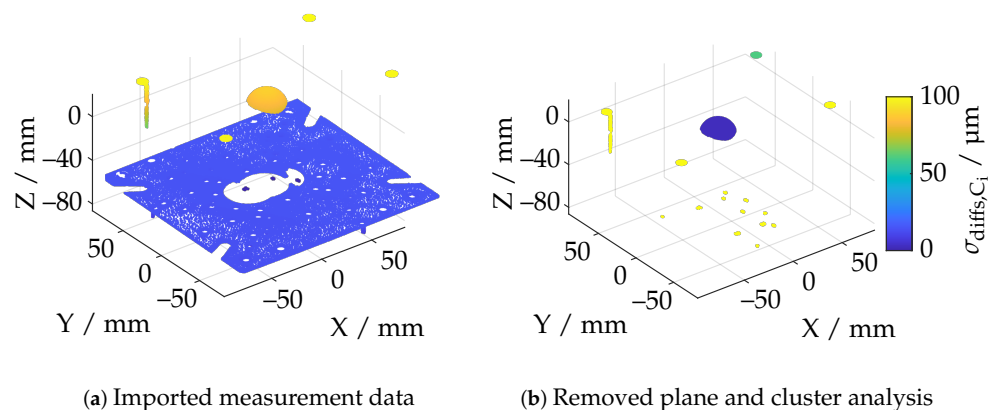 0
−40
−80
Z / mm
50
0
−50
Y / mm
−50
0
50
X / mm
0
−40
−80
Z / mm
50
0
−50
Y / mm
−50
0
50
X / mm
100
50
0
σdiffs,Ci / µm
(a) Imported measurement data
(b) Removed plane and cluster analysis